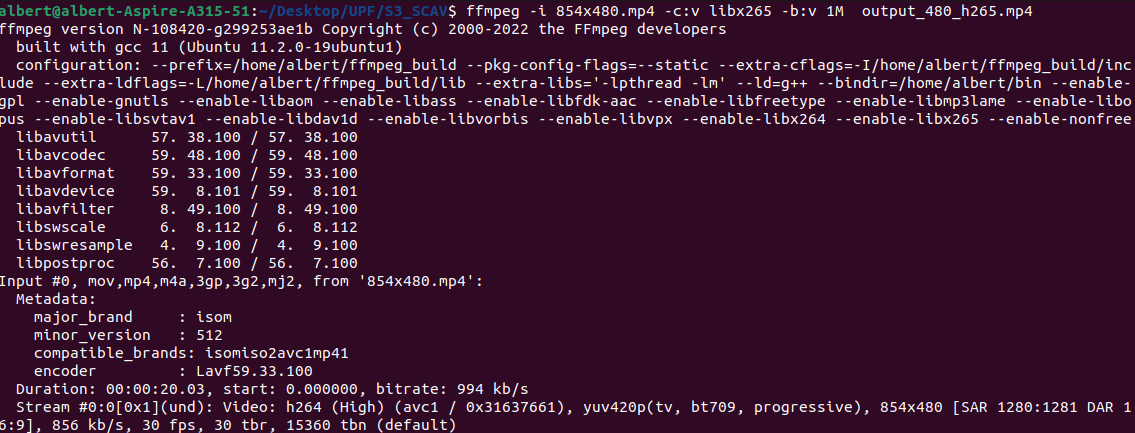 albert@albert-Aspire-A315-51:~/Desktop/UPF/S3_SCAV$ ffmpeg -i 854x480.mp4 -c:v libx265 -b:v 1M  output_480_h265.mp4
ffmpeg version N-108420-g299253ae1b Copyright (c) 2000-2022 the FFmpeg developers
  built with gcc 11 (Ubuntu 11.2.0-19ubuntu1)
  configuration: --prefix=/home/albert/ffmpeg_build --pkg-config-flags=--static --extra-cflags=-I/home/albert/ffmpeg_build/inc
lude --extra-ldflags=-L/home/albert/ffmpeg_build/lib --extra-libs='-lpthread -lm' --ld=g++ --bindir=/home/albert/bin --enable-
gpl --enable-gnutls --enable-libaom --enable-libass --enable-libfdk-aac --enable-libfreetype --enable-libmp3lame --enable-libo
pus --enable-libsvtav1 --enable-libdav1d --enable-libvorbis --enable-libvpx --enable-libx264 --enable-libx265 --enable-nonfree
  libavutil      57. 38.100 / 57. 38.100
  libavcodec     59. 48.100 / 59. 48.100
  libavformat    59. 33.100 / 59. 33.100
  libavdevice    59.  8.101 / 59.  8.101
  libavfilter     8. 49.100 /  8. 49.100
  libswscale      6.  8.112 /  6.  8.112
  libswresample   4.  9.100 /  4.  9.100
  libpostproc    56.  7.100 / 56.  7.100
Input #0, mov,mp4,m4a,3gp,3g2,mj2, from '854x480.mp4':
  Metadata:
    major_brand     : isom
    minor_version   : 512
    compatible_brands: isomiso2avc1mp41
    encoder         : Lavf59.33.100
  Duration: 00:00:20.03, start: 0.000000, bitrate: 994 kb/s
  Stream #0:0[0x1](und): Video: h264 (High) (avc1 / 0x31637661), yuv420p(tv, bt709, progressive), 854x480 [SAR 1280:1281 DAR 1
6:9], 856 kb/s, 30 fps, 30 tbr, 15360 tbn (default)